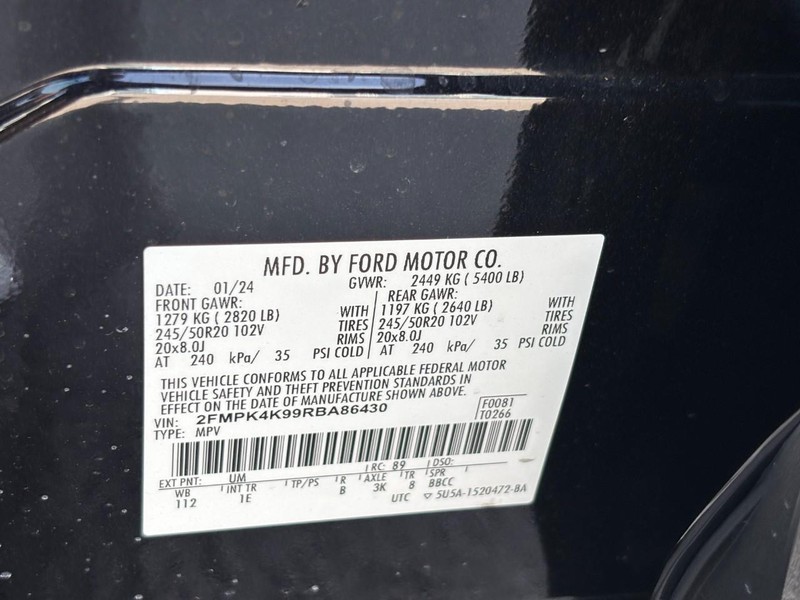 MFD. BY FORD MOTOR CO.
DATE: 01/24 GVWR: 2449 KG ( 5400 LB)
FRONT GAWR: REAR GAWR:
1279 KG ( 2820 LB) WITH 1197 KG ( 2640 LB) WITH
245/50R20 102V TIRES 245/50R20 102V TIRES
20x8.0J RIMS 20x8.0J RIMS
AT 240 kPa/ 35 PSI COLD AT 240 kPa/ 35 PSI COLD
THIS VEHICLE CONFORMS TO ALL APPLICABLE FEDERAL MOTOR
VEHICLE SAFETY AND THEFT PREVENTION STANDARDS IN
EFFECT ON THE DATE OF MANUFACTURE SHOWN ABOVE.
VIN: 2FMPK4K99RBA86430 F0081
TYPE: MPV T0266
EXT PNT: UM RC: 89 DSO:
WB INT TR TP/PS R AXLE TR SPR
112 1E B 3K 8 BBCC
UTC ▽ 5U5A-1520472-BA